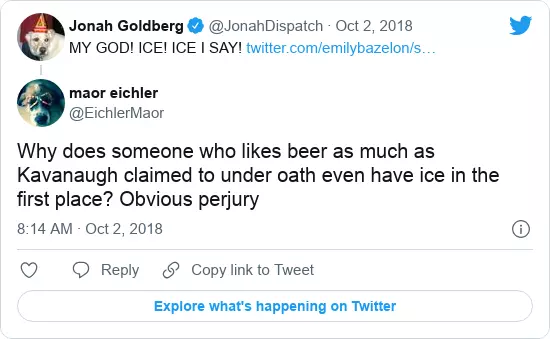 Jonah Goldberg @JonahDispatch · Oct 2, 2018
MY GOD! ICE! ICE I SAY! twitter.com/emilybazelon/s…
maor eichler
@EichlerMaor
Why does someone who likes beer as much as
Kavanaugh claimed to under oath even have ice in the
first place? Obvious perjury
8:14 AM · Oct 2, 2018
Reply Copy link to Tweet
Explore what's happening on Twitter